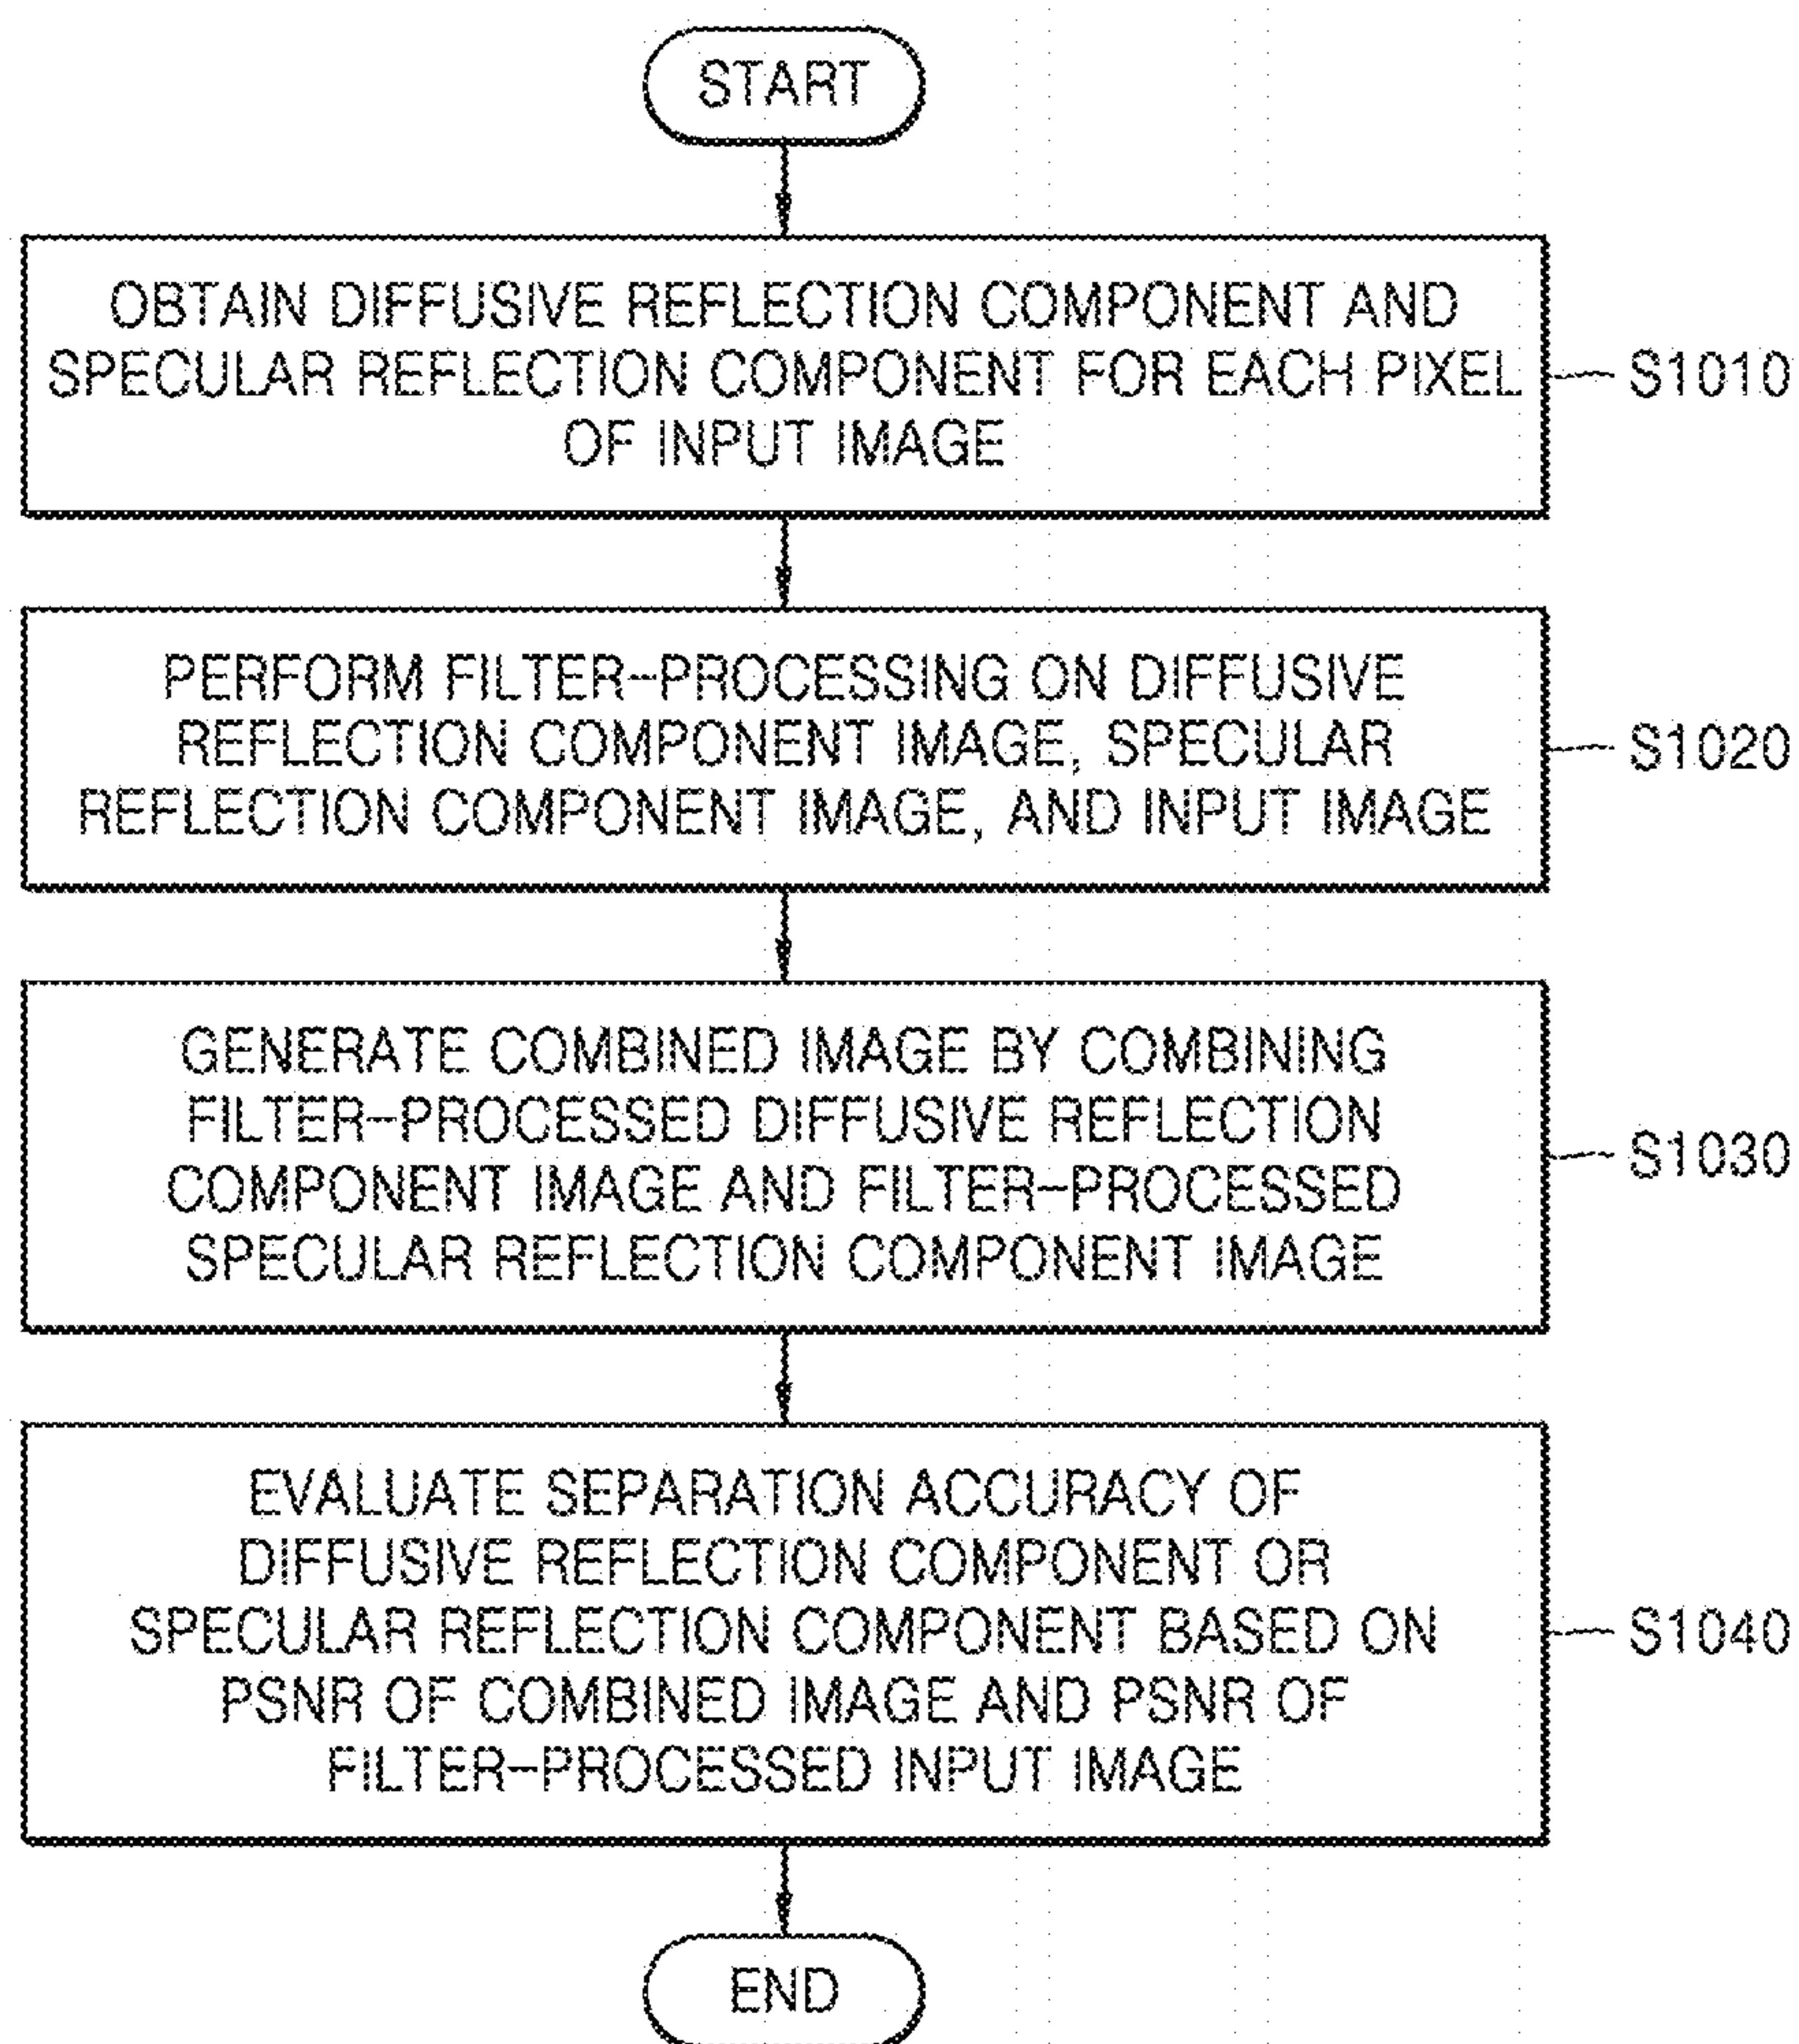 START
OBTAIN DIFFUSIVE REFLECTION COMPONENT AND
SPECULAR REFLECTION COMPONENT FOR EACH PIXEL
OF INPUT IMAGE
S1010
PERFORM FILTER-PROCESSING ON DIFFUSIVE
REFLECTION COMPONENT IMAGE, SPECULAR
REFLECTION COMPONENT IMAGE, AND INPUT IMAGE
S1020
GENERATE COMBINED IMAGE BY COMBINING
FILTER-PROCESSED DIFFUSIVE REFLECTION
COMPONENT IMAGE AND FILTER-PROCESSED
SPECULAR REFLECTION COMPONENT IMAGE
S1030
EVALUATE SEPARATION ACCURACY OF
DIFFUSIVE REFLECTION COMPONENT OR
SPECULAR REFLECTION COMPONENT BASED ON
PSNR OF COMBINED IMAGE AND PSNR OF
FILTER-PROCESSED INPUT IMAGE
S1040
END